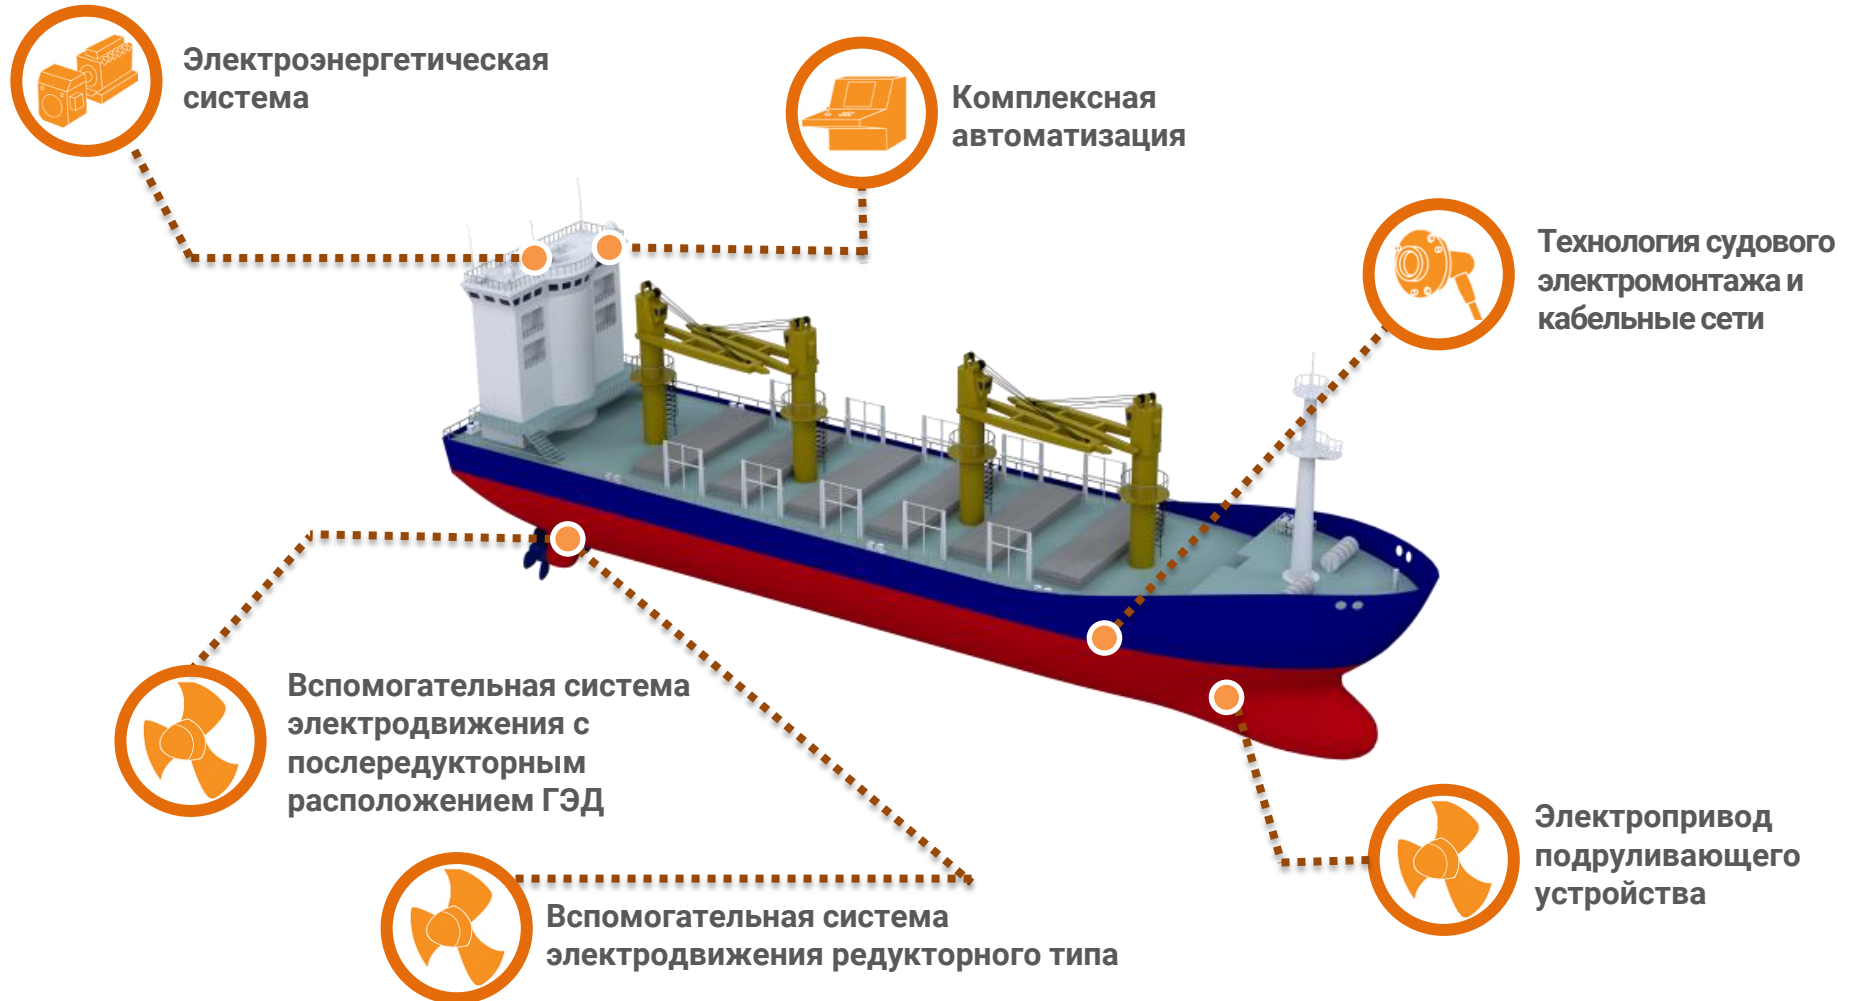 Электроэнергетическая
система
Комплексная
автоматизация
Технология судового
электромонтажа и
кабельные сети
Вспомогательная система
электродвижения с
послередукторным
расположением ГЭД
Электропривод
подруливающего
устройства
Вспомогательная система
электродвижения редукторного типа